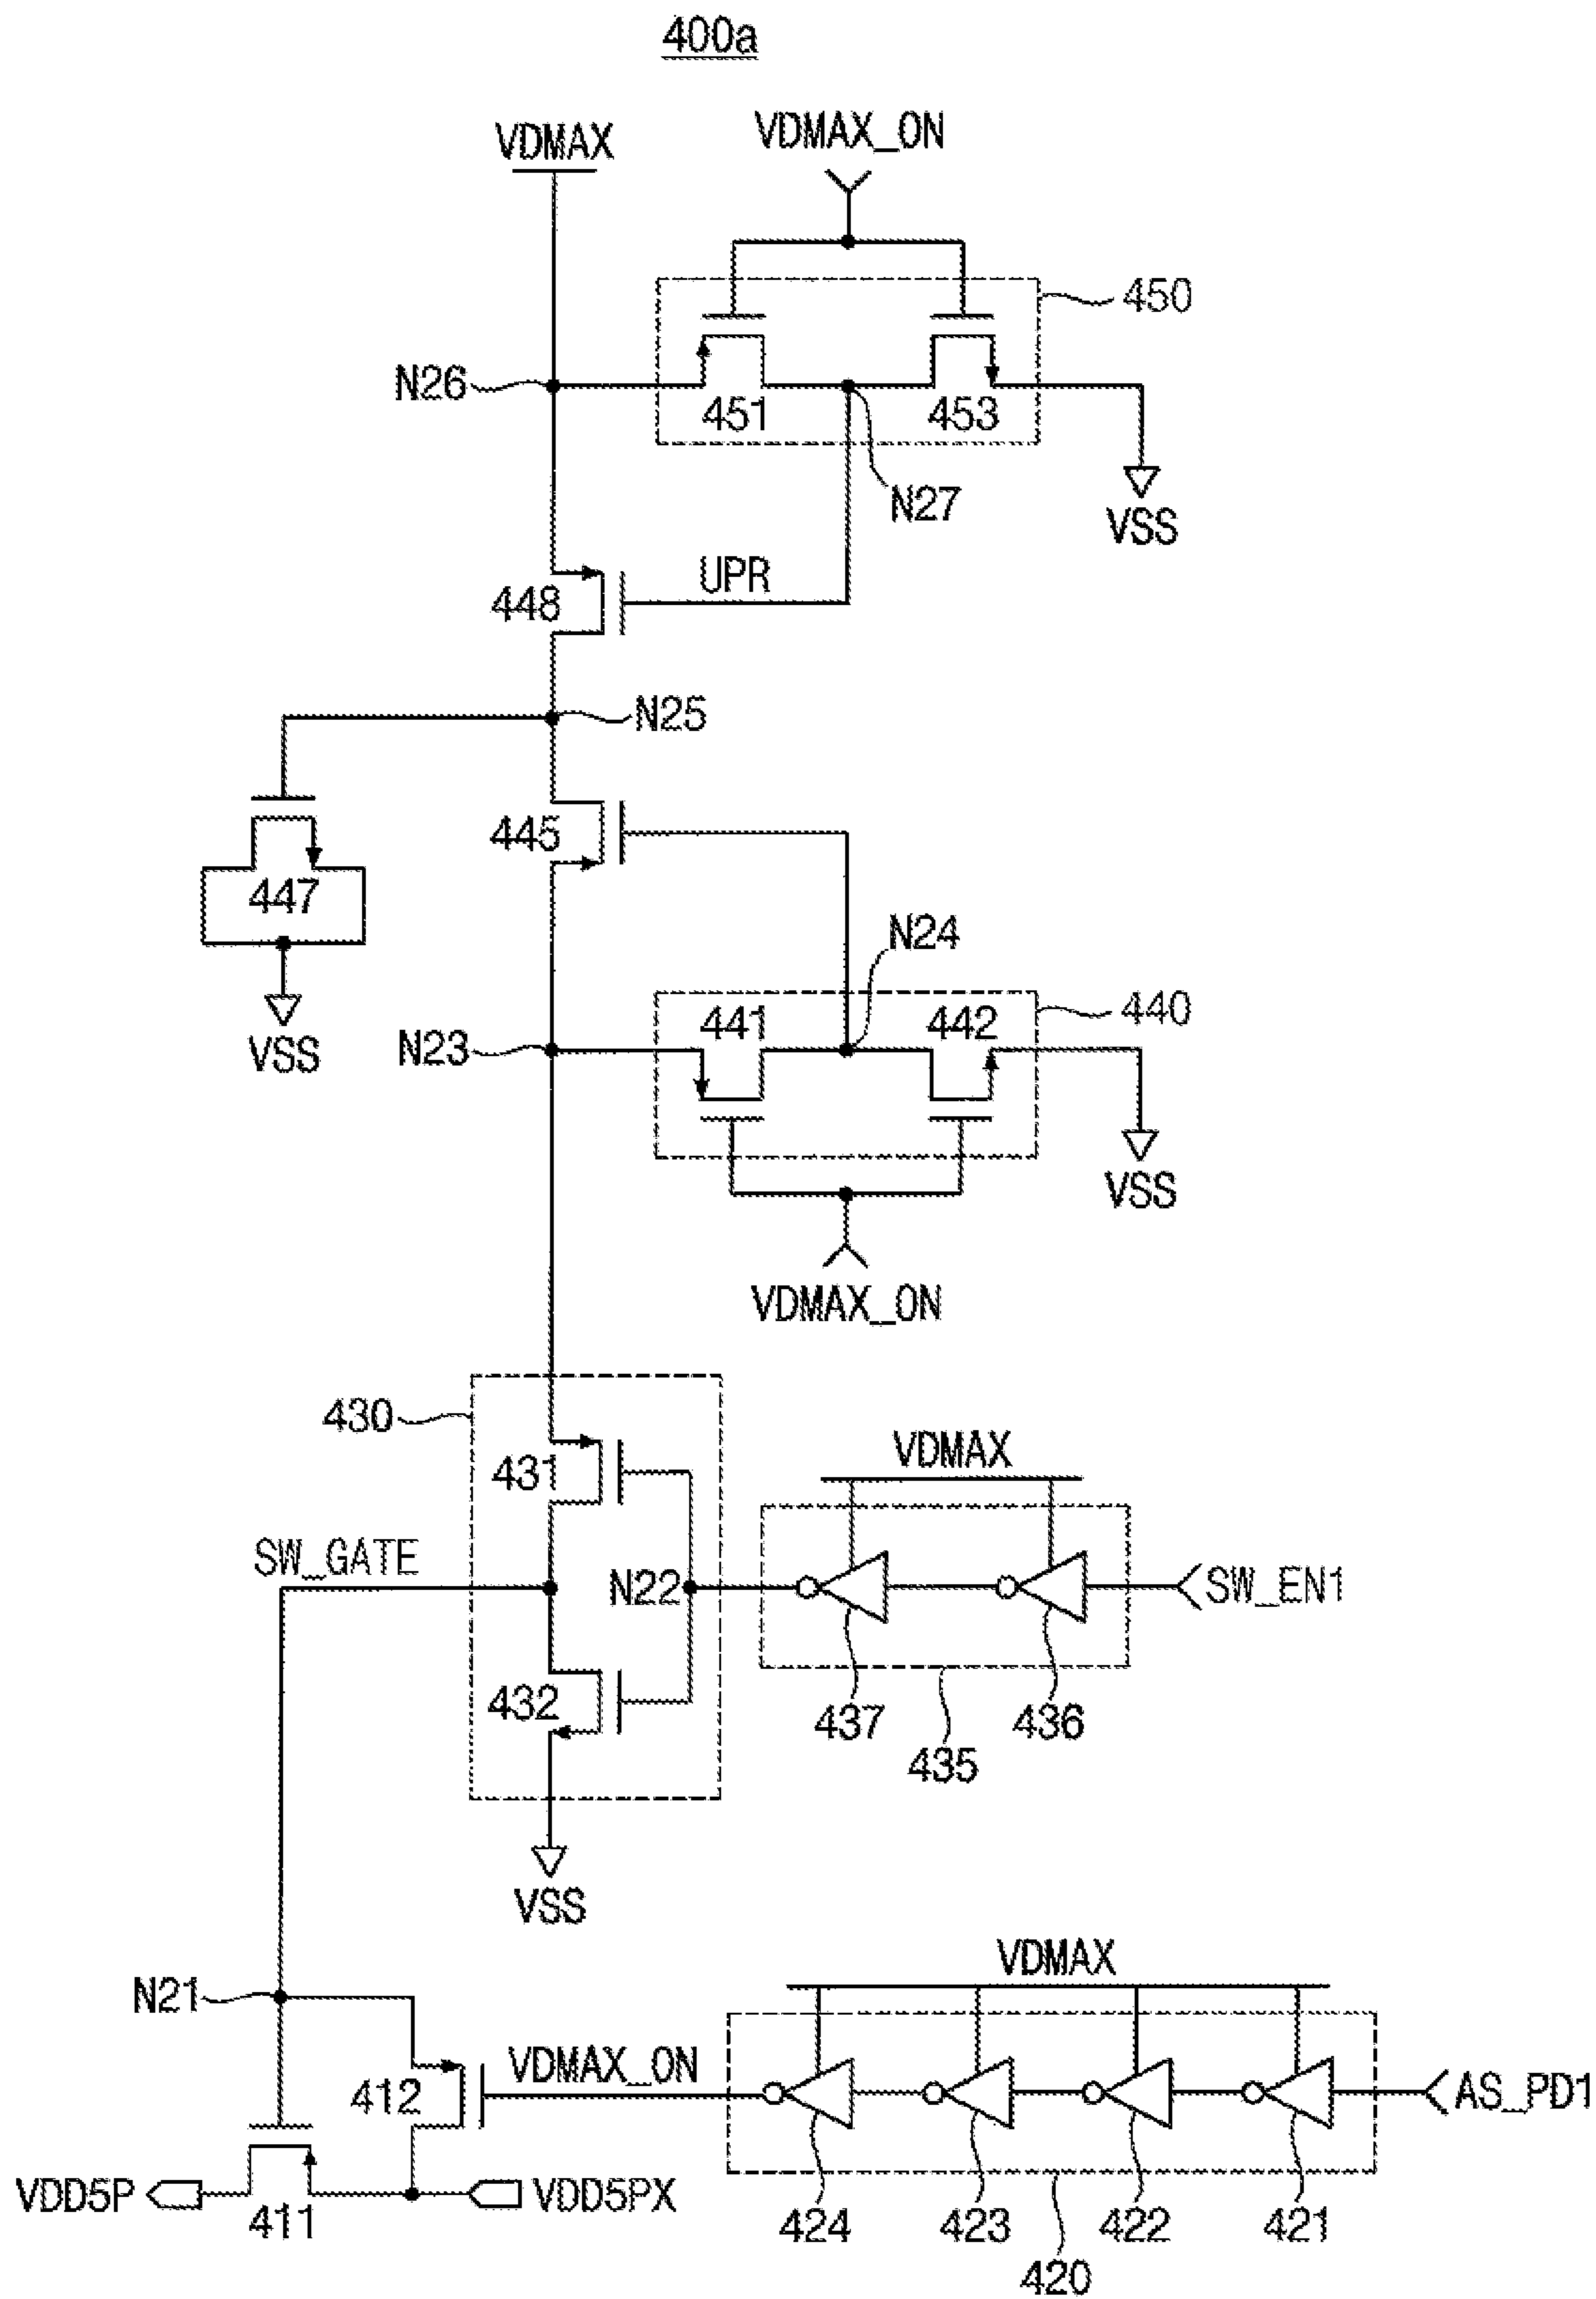 400a
VDMAX
VDMAX_ON
450
N26
451
453
N27
VSS
448
UPR
N25
445
447
N24
VSS
N23
441
442
440
VSS
VDMAX_ON
430
431
VDMAX
SW_GATE
N22
SW_EN1
432
437
436
435
VSS
VDMAX
N21
412
VDMAX_ON
AS_PD1
VDD5P
411
VDD5PX
424
423
422
421
420